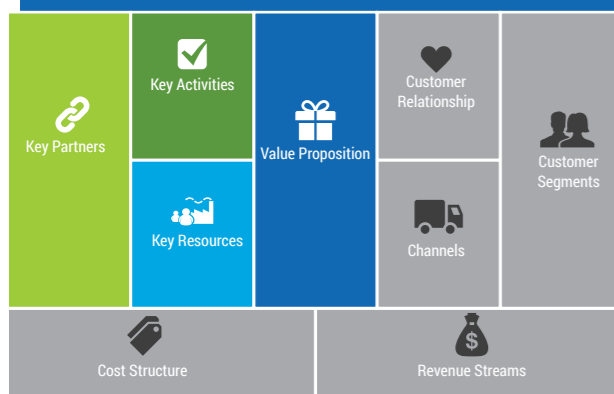 Key Partners
Key Activities
Key Resources
Value Proposition
Customer
Relationship
Channels
Customer
Segments
Cost Structure
$
Revenue Streams